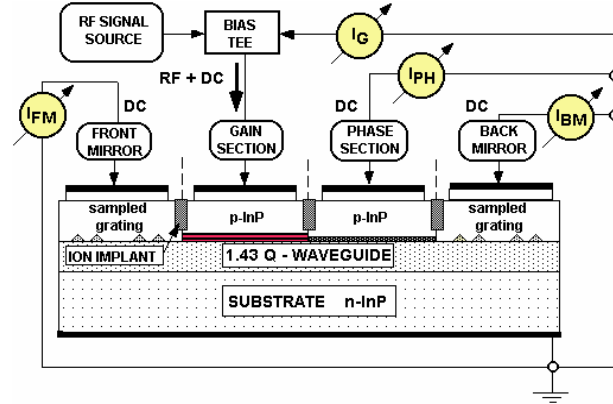 RF SIGNAL
SOURCE
BIAS
TEE
I_G
RF + DC
I_PH
I_FM
DC
DC
DC
I_BM
FRONT
MIRROR
GAIN
SECTION
PHASE
SECTION
BACK
MIRROR
sampled
grating
p-InP
p-InP
sampled
grating
ION IMPLANT
1.43 Q - WAVEGUIDE
SUBSTRATE n-InP